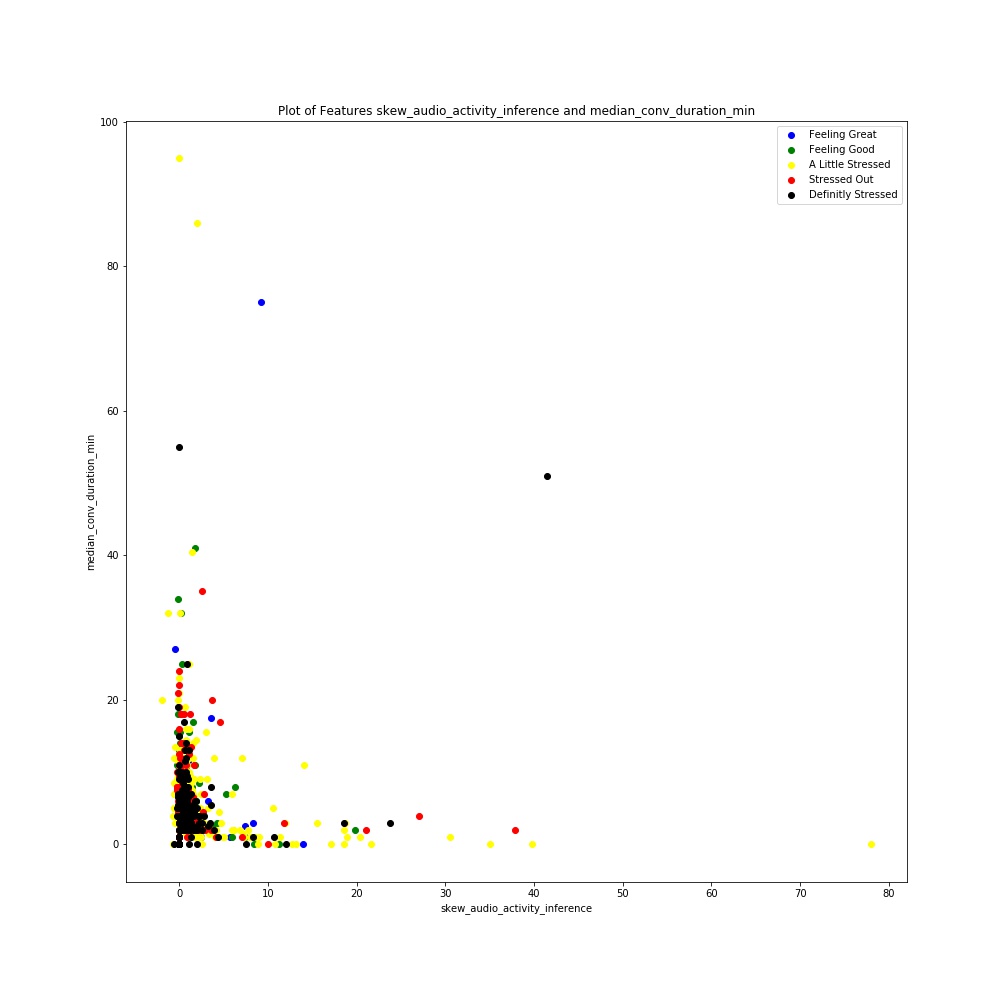 Plot of Features skew_audio_activity_inference and median_conv_duration_min
100
80
60
40
20
0
median_conv_duration_min
Feeling Great
Feeling Good
A Little Stressed
Stressed Out
Definitly Stressed
0 10 20 30 40 50 60 70 80
skew_audio_activity_inference